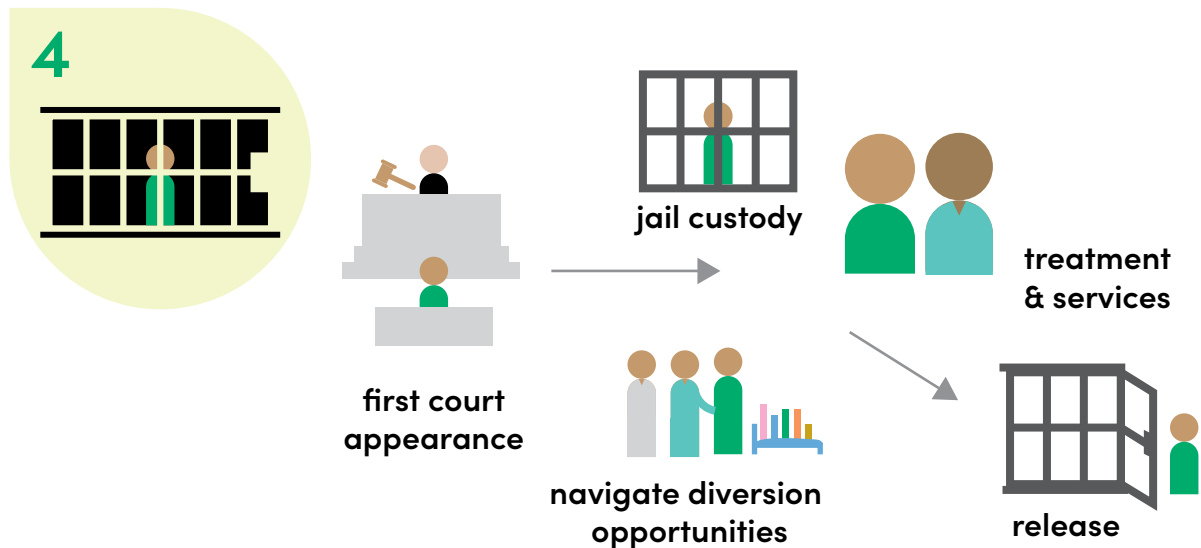 4
first court
appearance
jail custody
navigate diversion
opportunities
treatment
& services
release